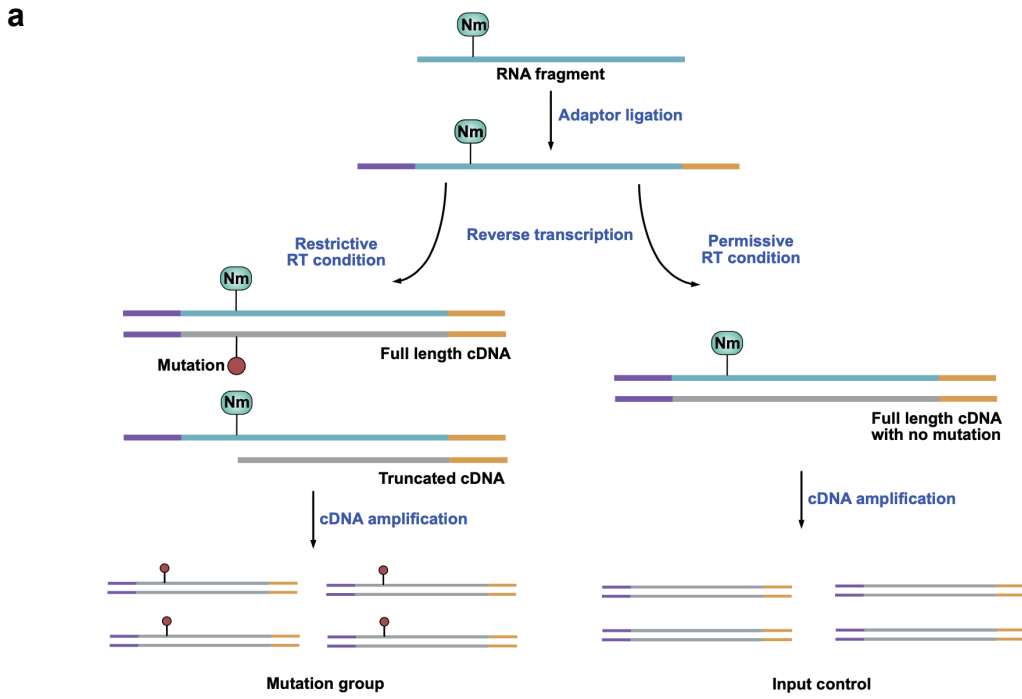 a
Nm
RNA fragment
Adaptor ligation
Nm
Reverse transcription
Restrictive
RT condition
Permissive
RT condition
Nm
Full length cDNA
Mutation
Nm
Truncated cDNA
Nm
Full length cDNA
with no mutation
cDNA amplification
cDNA amplification
Mutation group
Input control